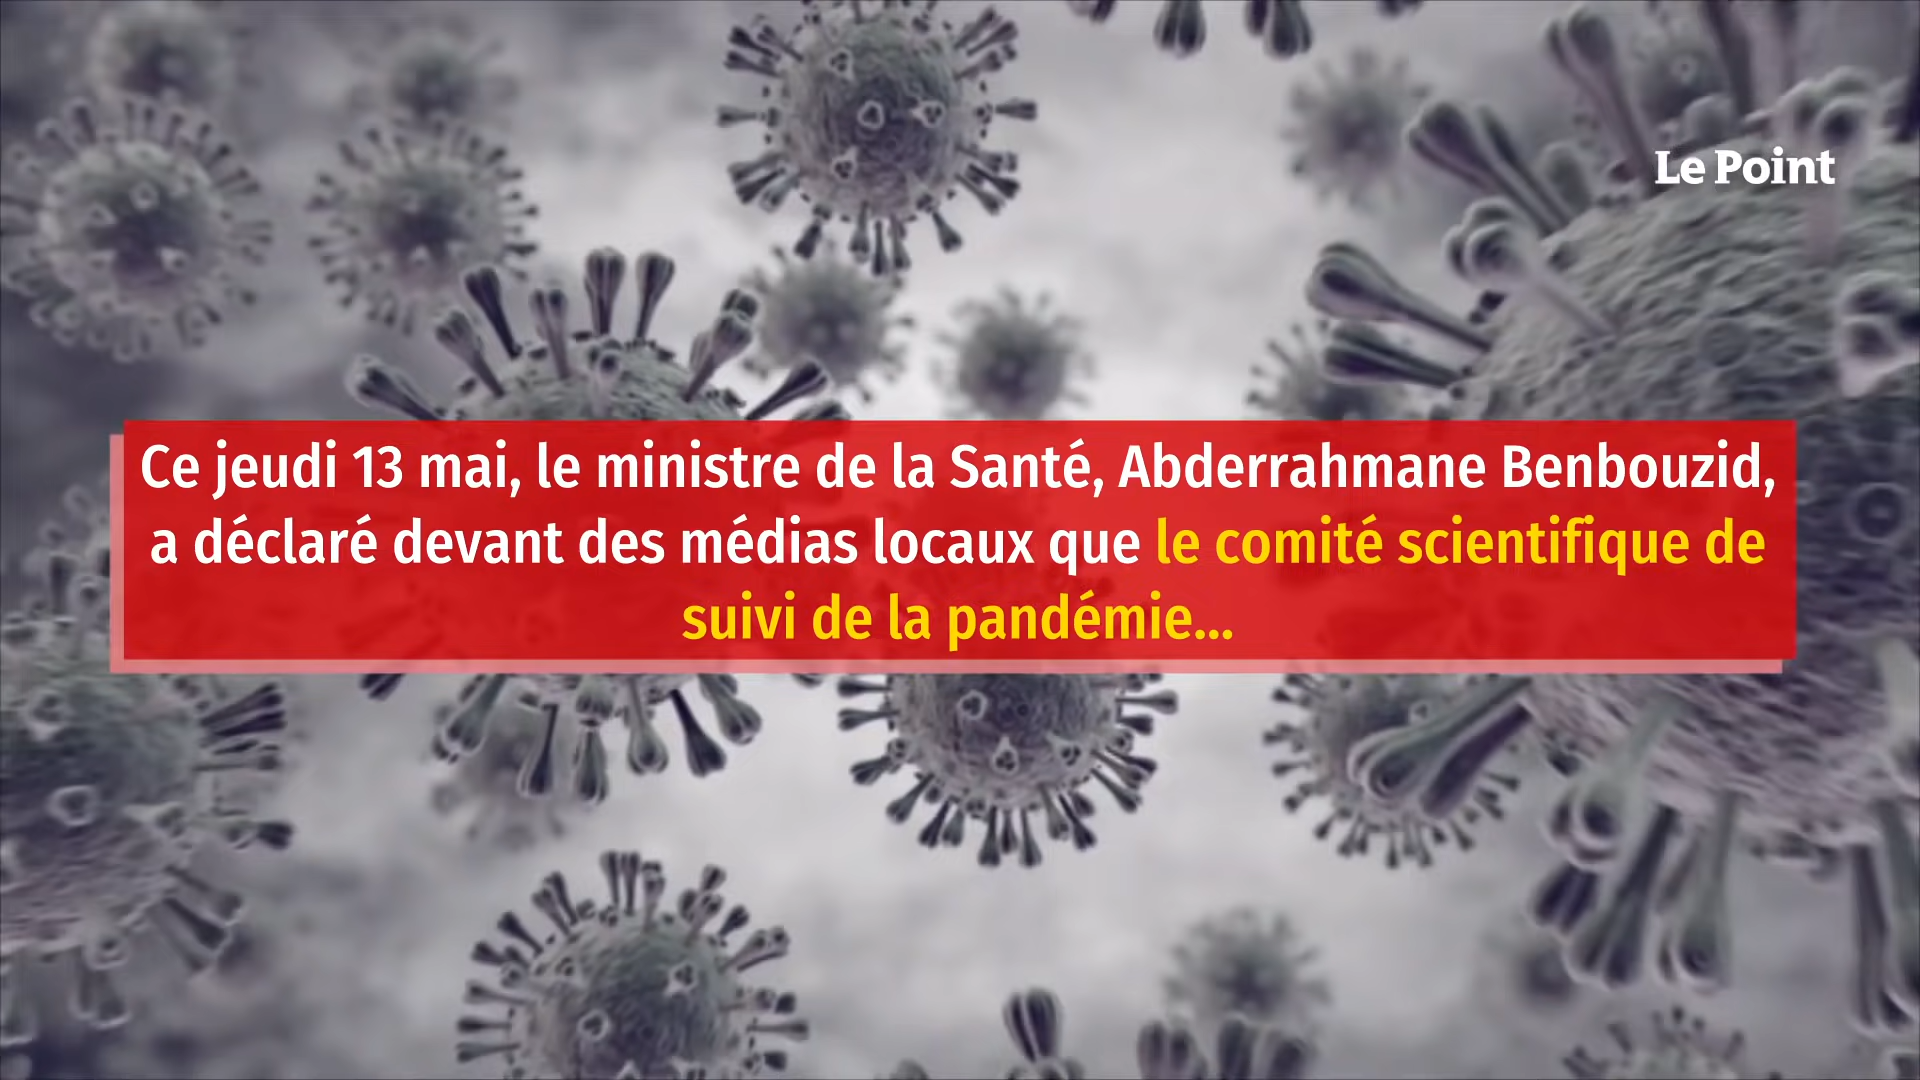 Le Point
Ce jeudi 13 mai, le ministre de la Santé, Abderrahmane Benbouzid,
a déclaré devant des médias locaux que le comité scientifique de
suivi de la pandémie...